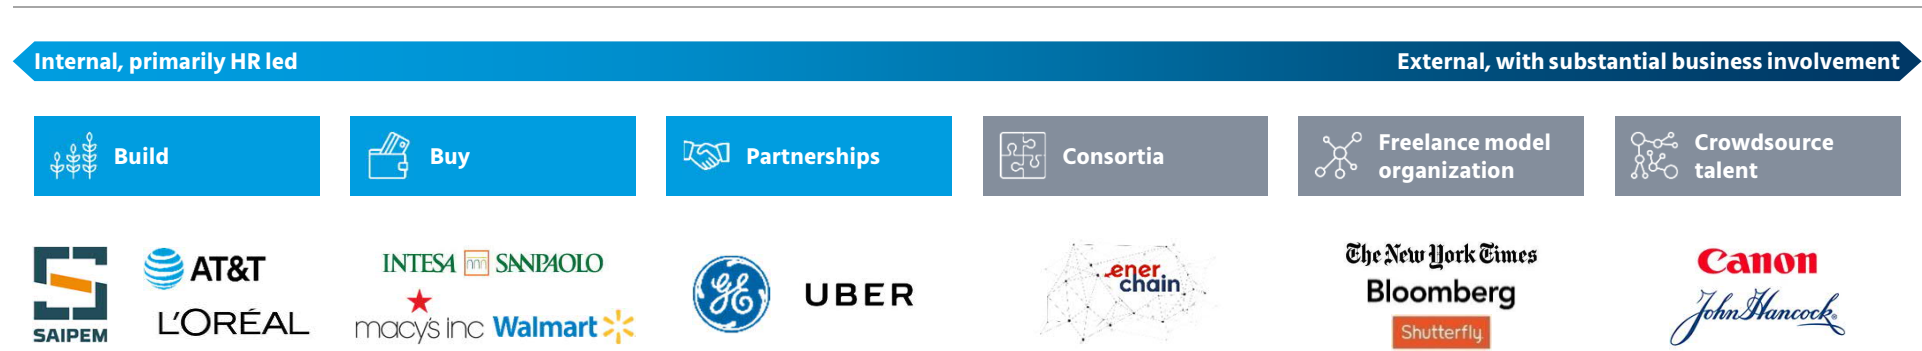 Internal, primarily HR led
External, with substantial business involvement
Build
Buy
Partnerships
Consortia
Freelance model
organization
Crowdsource
talent
SAIPEM
AT&T
L'ORÉAL
INTESA SANPAOLO
macy's inc
Walmart
GE
UBER
ener
chain
The New York Times
Bloomberg
Shutterfly
Canon
John Hancock